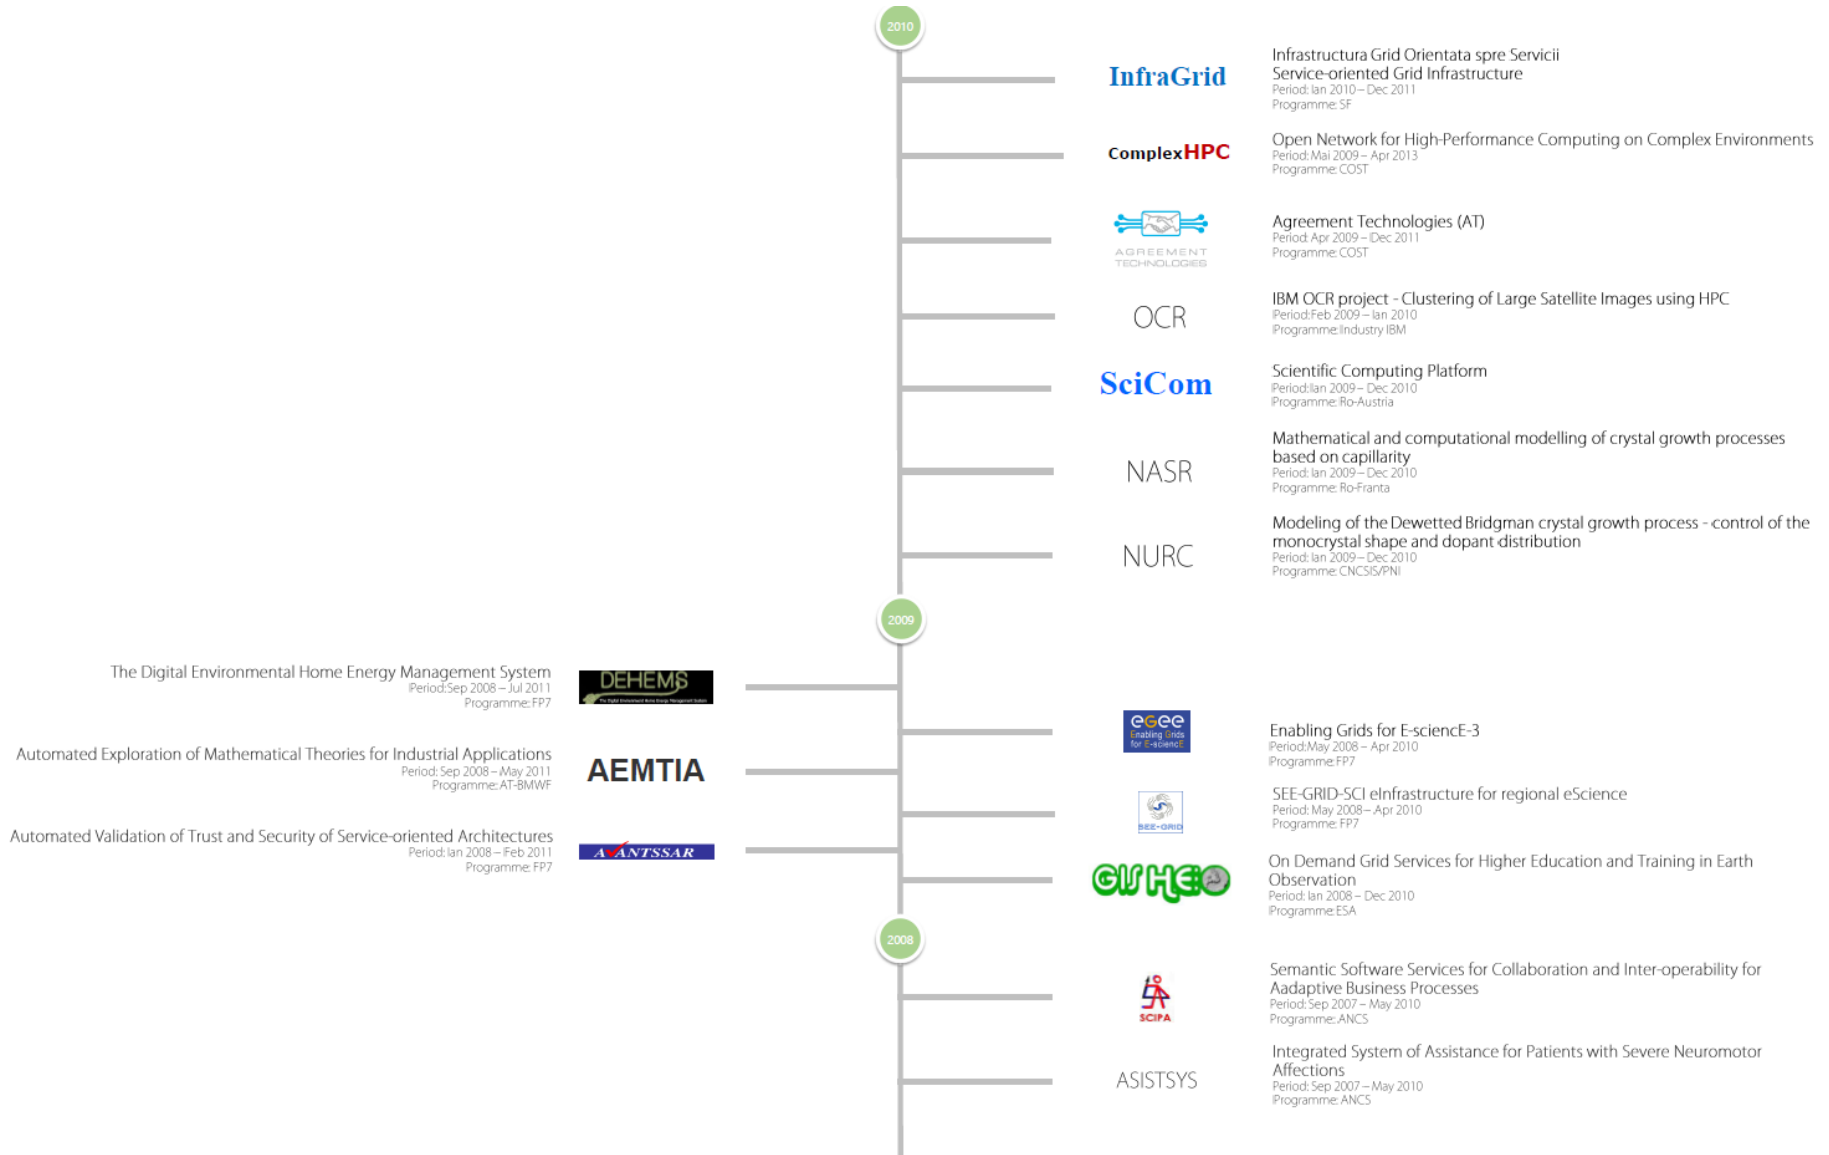 2010
InfraGrid
Infrastructura Grid Orientata spre Servicii
Service-oriented Grid Infrastructure
Period: Ian 2010 – Dec 2011
Programme: SF
ComplexHPC
Open Network for High-Performance Computing on Complex Environments
Period: Mai 2009 – Apr 2013
Programme: COST
AGREEMENT
TECHNOLOGIES
Agreement Technologies (AT)
Period: Apr 2009 – Dec 2011
Programme: COST
OCR
IBM OCR project - Clustering of Large Satellite Images using HPC
Period: Feb 2009 – Ian 2010
Programme: Industry IBM
SciCom
Scientific Computing Platform
Period: Ian 2009 – Dec 2010
Programme: Ro-Austria
NASR
Mathematical and computational modelling of crystal growth processes
based on capillarity
Period: Ian 2009 – Dec 2010
Programme: Ro-Franta
NURC
Modeling of the Dewetted Bridgman crystal growth process - control of the
monocrystal shape and dopant distribution
Period: Ian 2009 – Dec 2010
Programme: CNCSIS/PNI
2009
The Digital Environmental Home Energy Management System
Period: Sep 2008 – Jul 2011
Programme: FP7
DEHEMS
The Digital Environment Home Energy Management System
Automated Exploration of Mathematical Theories for Industrial Applications
Period: Sep 2008 – May 2011
Programme: AT-BMWF
AEMTIA
Automated Validation of Trust and Security of Service-oriented Architectures
Period: Ian 2008 – Feb 2011
Programme: FP7
AVANTSSAR
egee
Enabling Grids
for E-sciencE
Enabling Grids for E-sciencE-3
Period: May 2008 – Apr 2010
Programme: FP7
SEE-GRID
SEE-GRID-SCI eInfrastructure for regional eScience
Period: May 2008 – Apr 2010
Programme: FP7
GISHEO
On Demand Grid Services for Higher Education and Training in Earth
Observation
Period: Ian 2008 – Dec 2010
Programme: ESA
2008
SCIPA
Semantic Software Services for Collaboration and Inter-operability for
Aadaptive Business Processes
Period: Sep 2007 – May 2010
Programme: ANCS
ASISTSYS
Integrated System of Assistance for Patients with Severe Neuromotor
Affections
Period: Sep 2007 – May 2010
Programme: ANCS